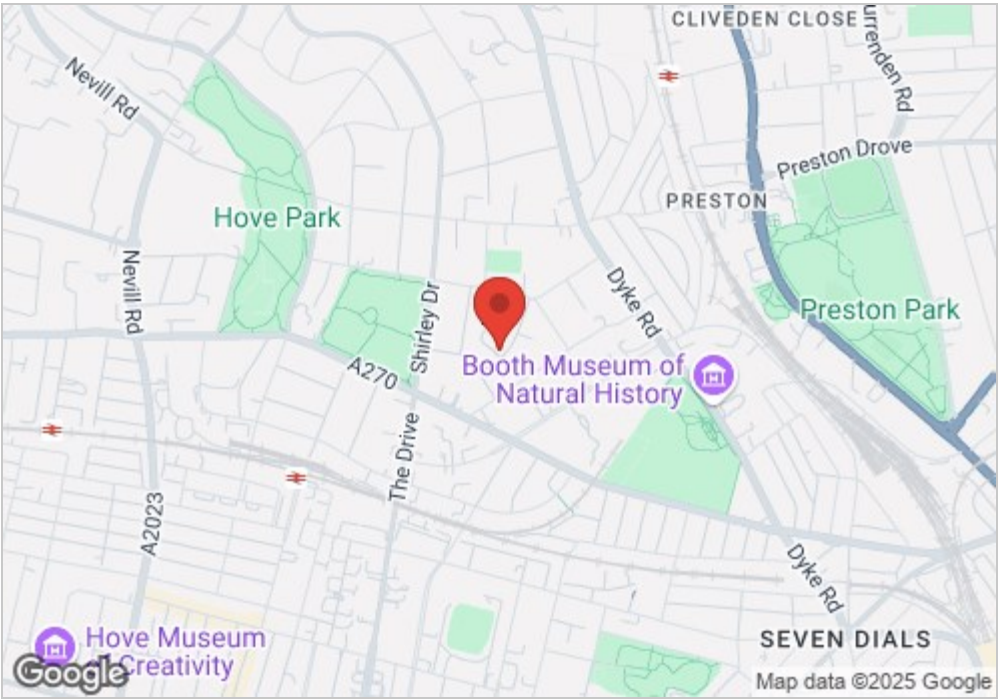 CLIVEDEN CLOSE
urrenden Rd
Nevill Rd
Preston Drove
PRESTON
Hove Park
Nevill Rd
Shirley Dr
Dyke Rd
Preston Park
Booth Museum of
Natural History
A270
The Drive
A2023
Dyke Rd
SEVEN DIALS
Hove Museum
Creativity
Google
Map data ©2025 Google